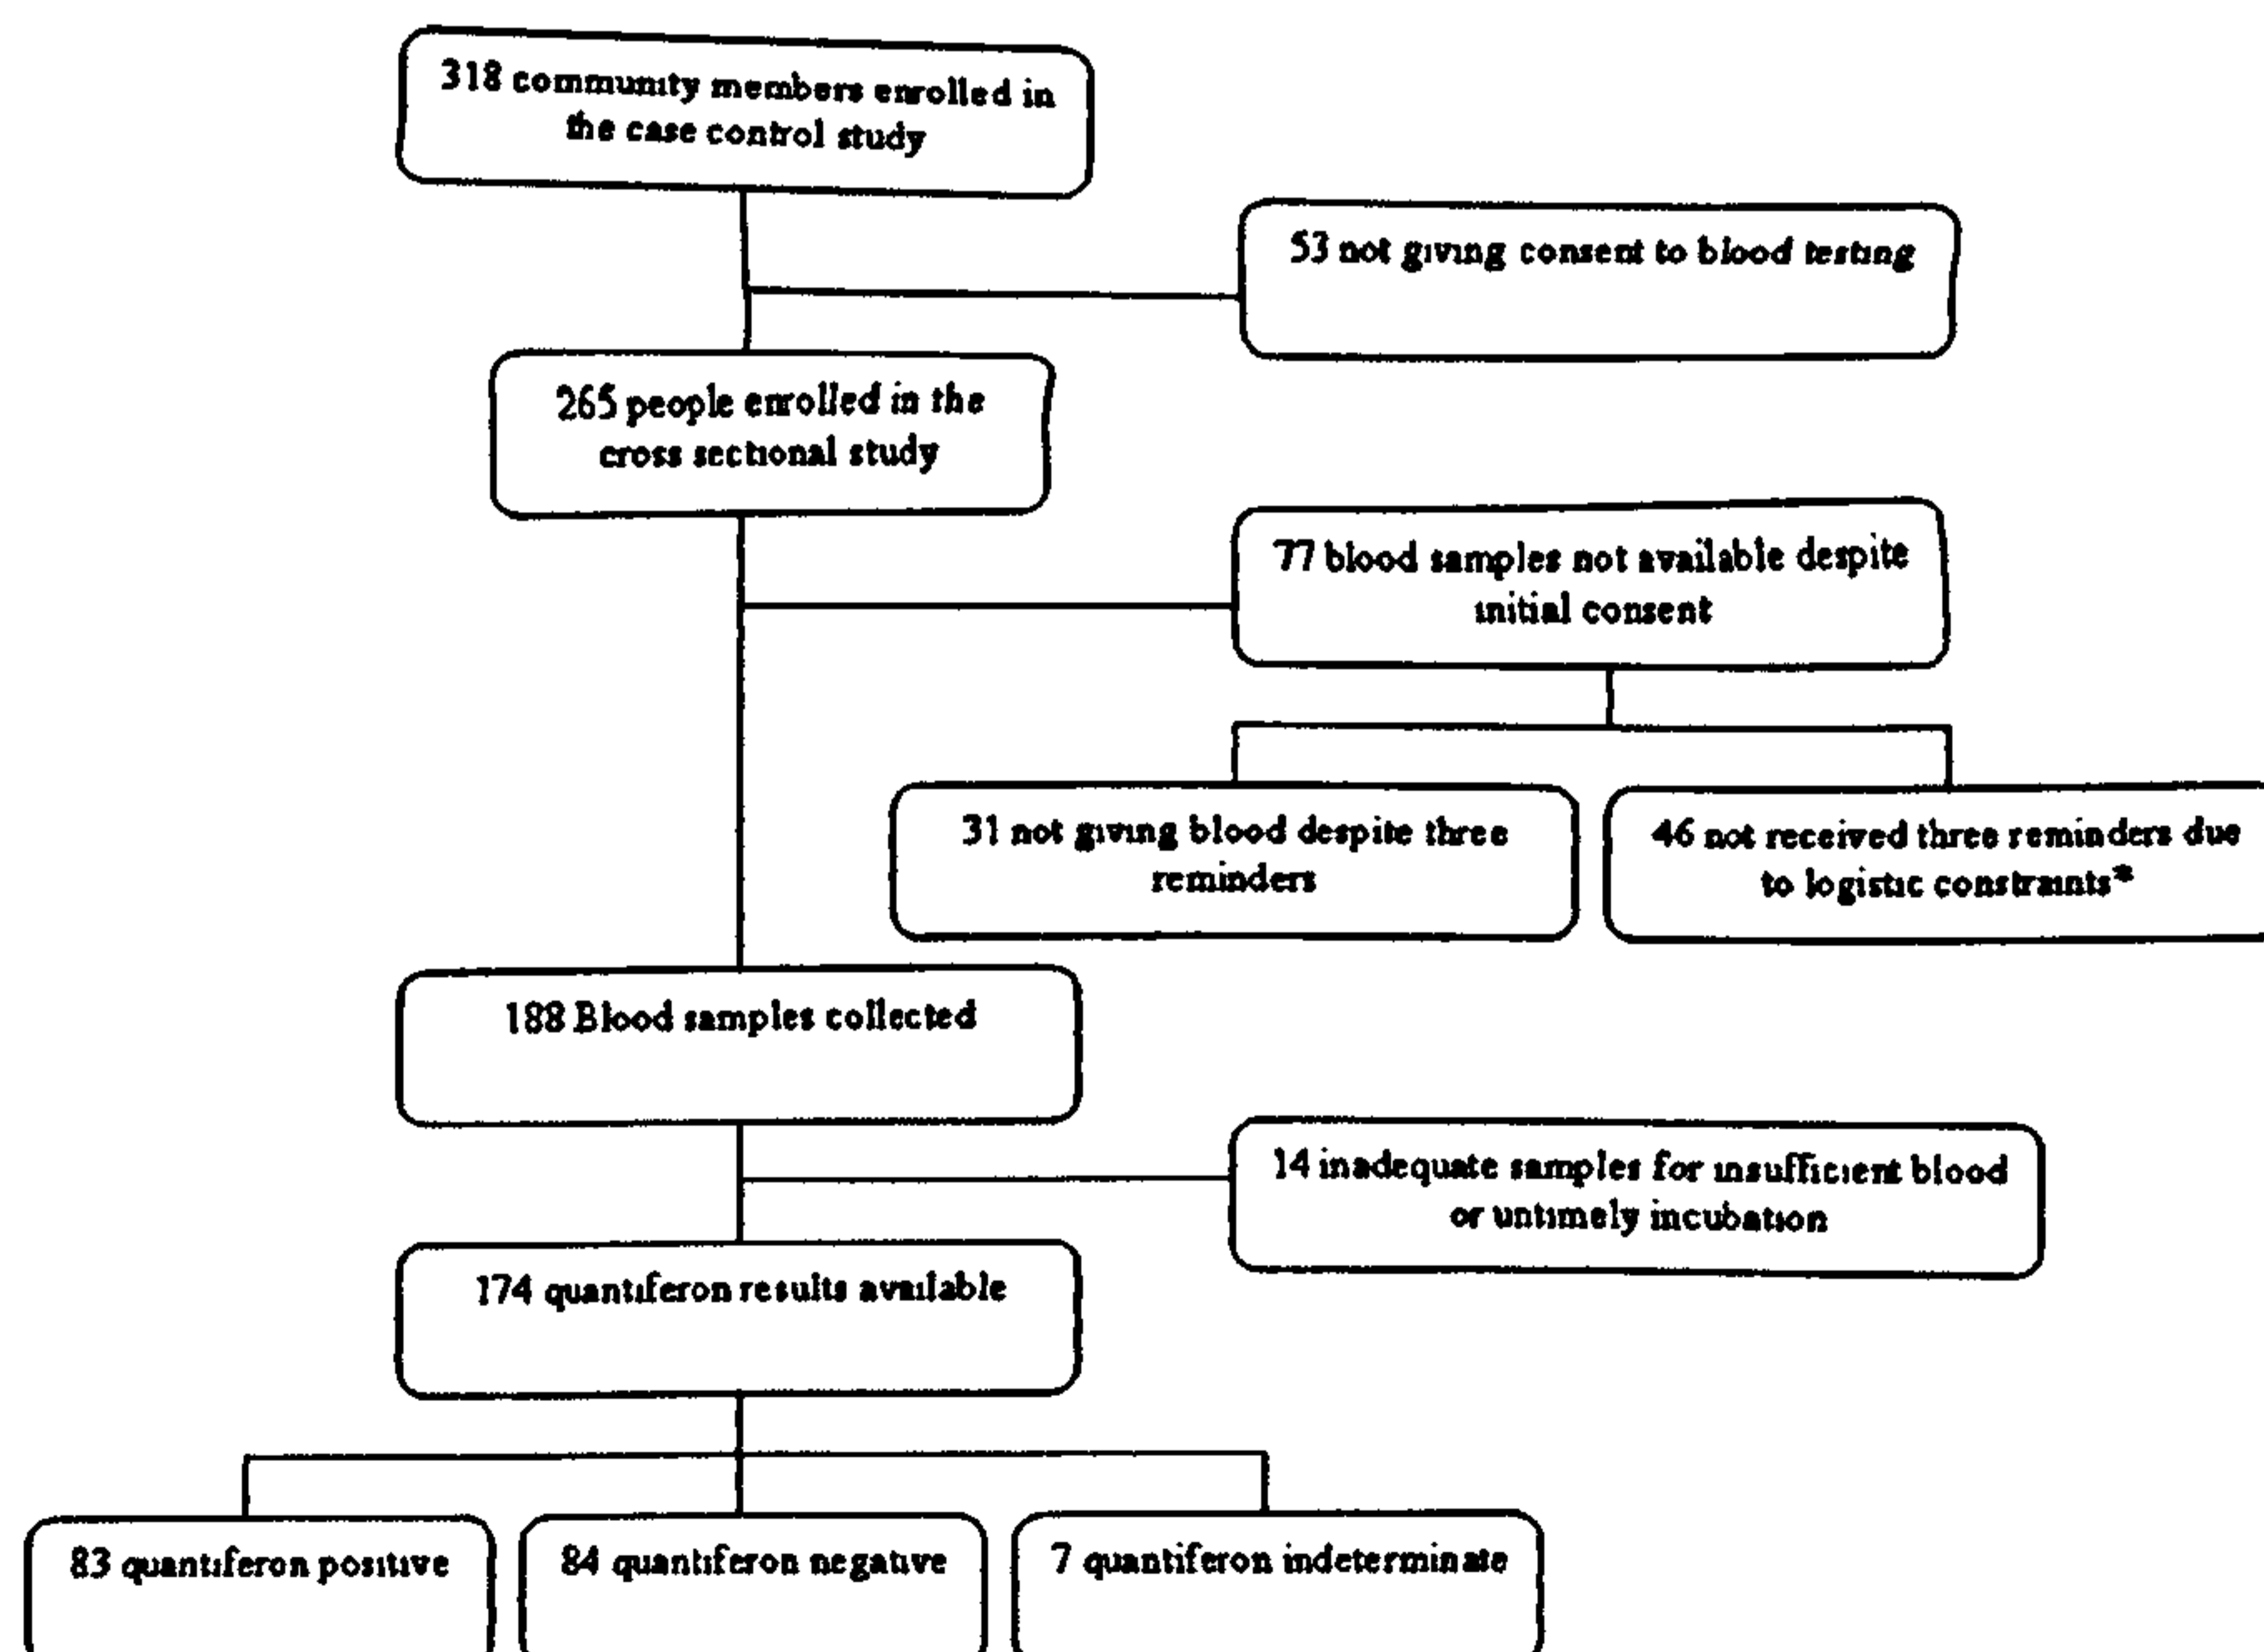 318 community members enrolled in
the case control study
53 not giving consent to blood testing
265 people enrolled in the
cross sectional study
77 blood samples not available despite
initial consent
31 not giving blood despite three
reminders
46 not received three reminders due
to logistic constraints*
188 Blood samples collected
14 inadequate samples for insufficient blood
or untimely incubation
174 quantiferon results available
83 quantiferon positive
84 quantiferon negative
7 quantiferon indeterminate